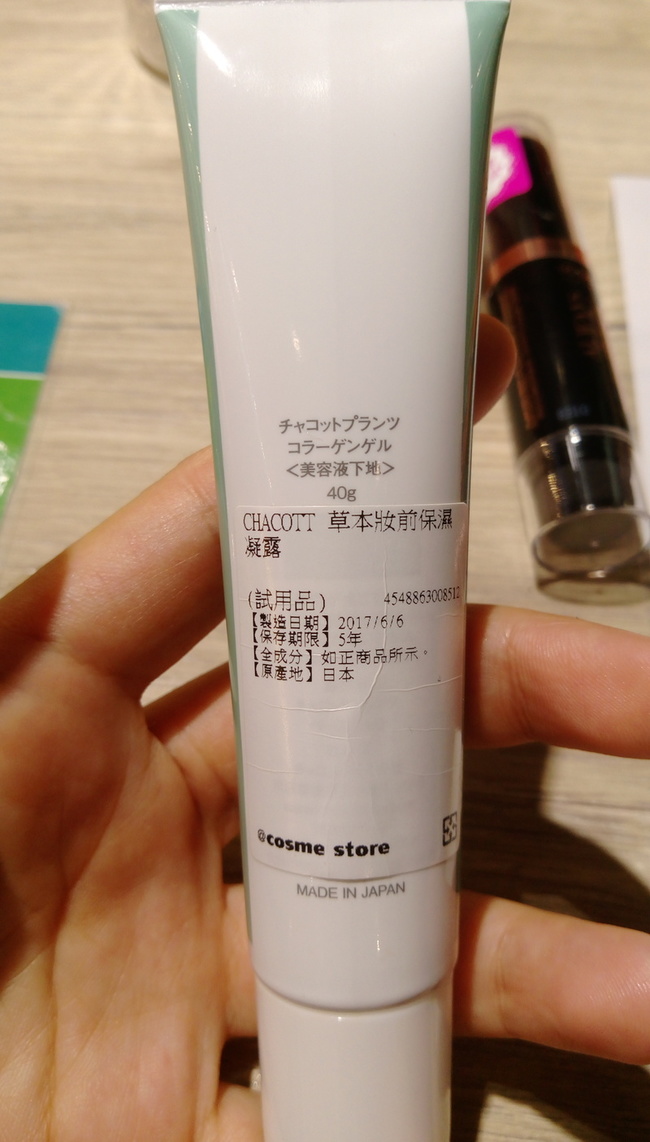 チャコットプランツ
コラーゲンゲル
<美容液下地>
40g
CHACOTT 草本妝前保濕
凝露
(試用品) 4548863008512
【製造日期】 2017/6/6
【保存期限】 5年
【全成分】 如正商品所示。
【原產地】 日本
@cosme store
MADE IN JAPAN